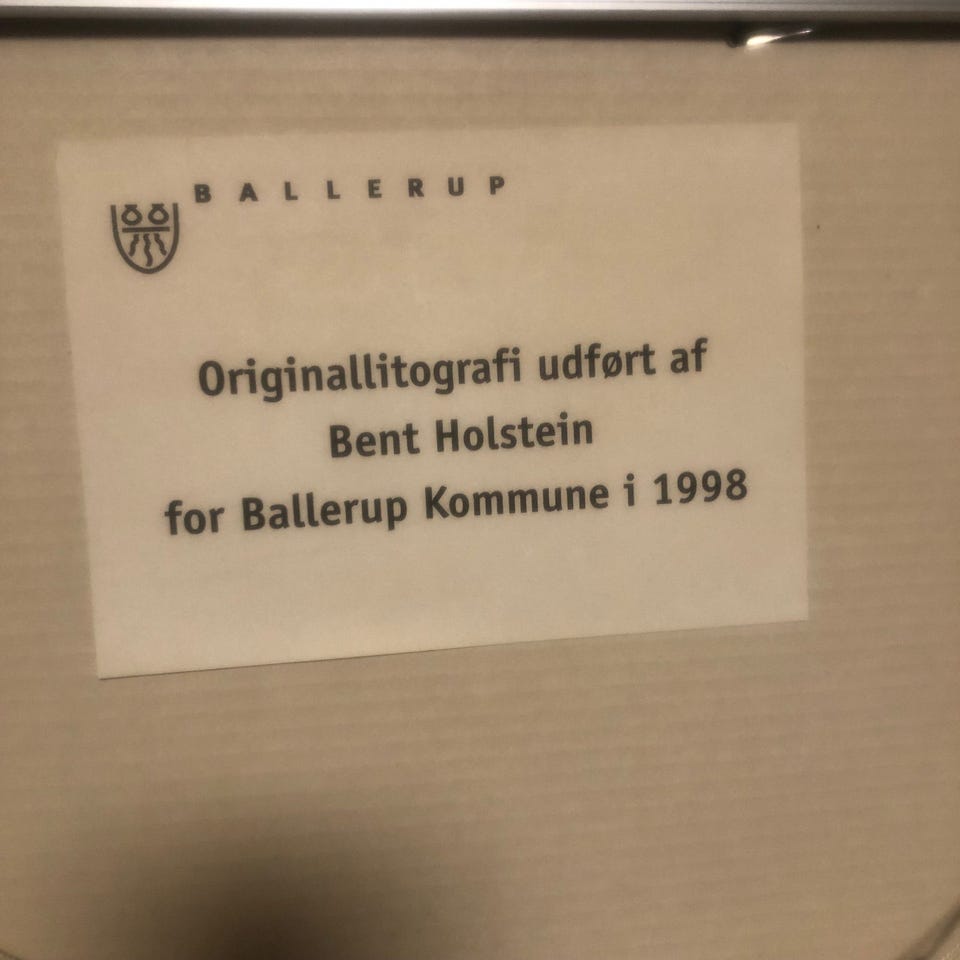 BALLERUP
Originallitografi udført af
Bent Holstein
for Ballerup Kommune i 1998